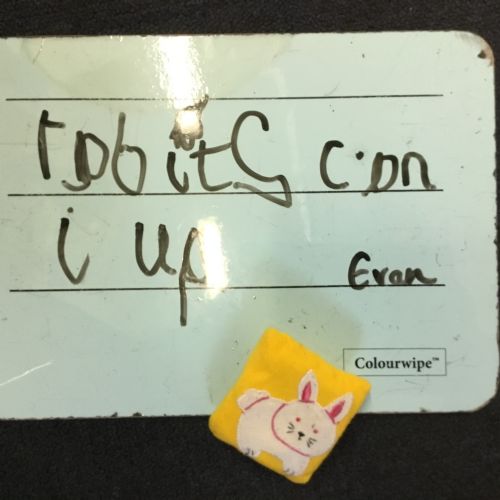 rabits can
i up
Evan
Colourwipe™